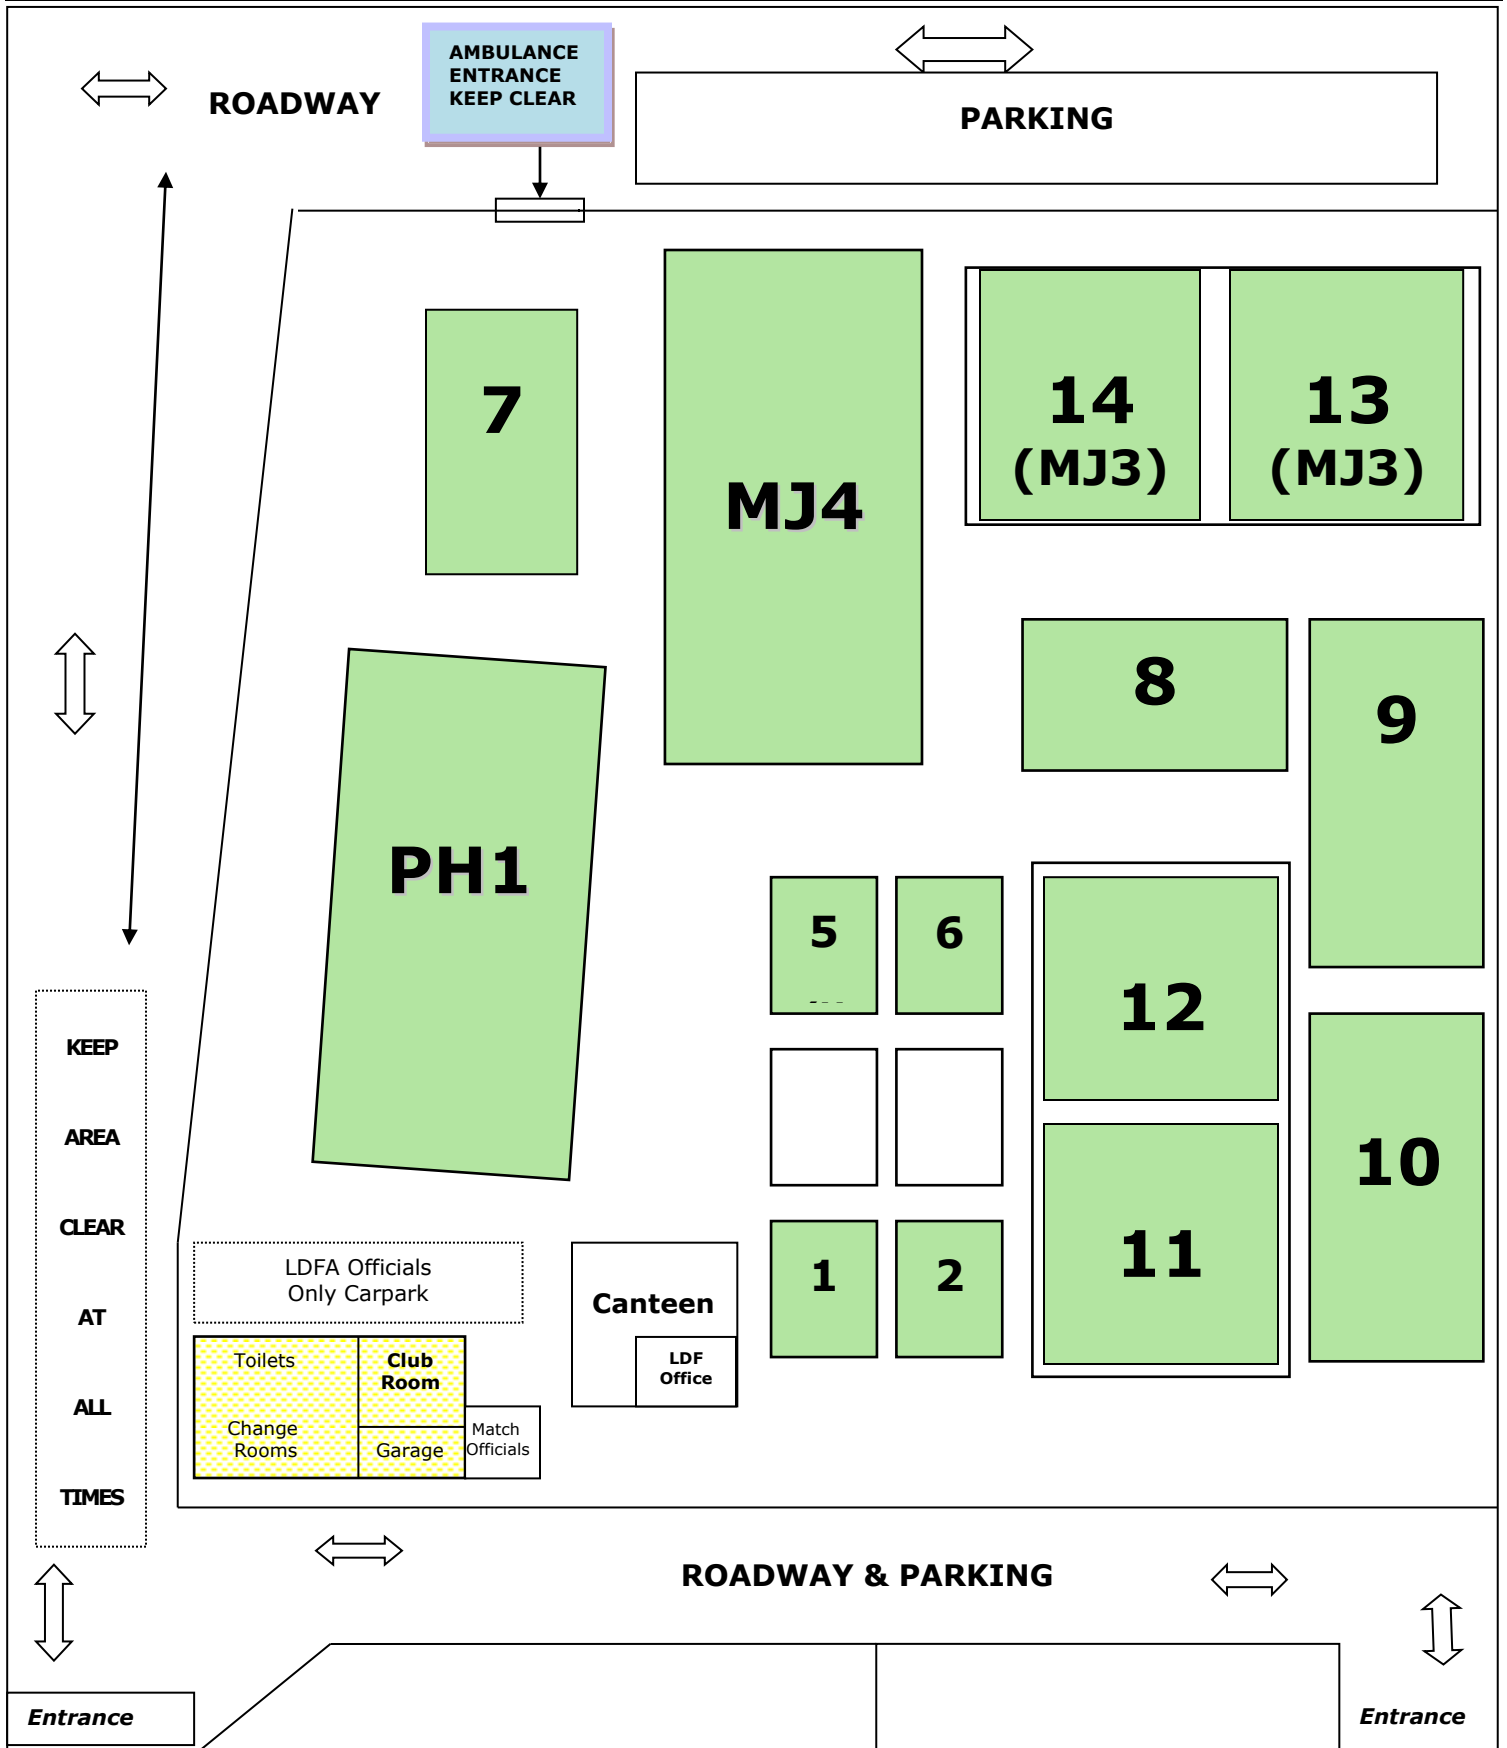 AMBULANCE
ENTRANCE
KEEP CLEAR
ROADWAY
PARKING
7
MJ4
14
(MJ3)
13
(MJ3)
8
9
PH1
5
6
12
10
11
1
2
KEEP
AREA
CLEAR
AT
ALL
TIMES
LDFA Officials
Only Carpark
Canteen
LDF
Office
Toilets
Club
Room
Change
Rooms
Garage
Match
Officials
ROADWAY & PARKING
Entrance
Entrance